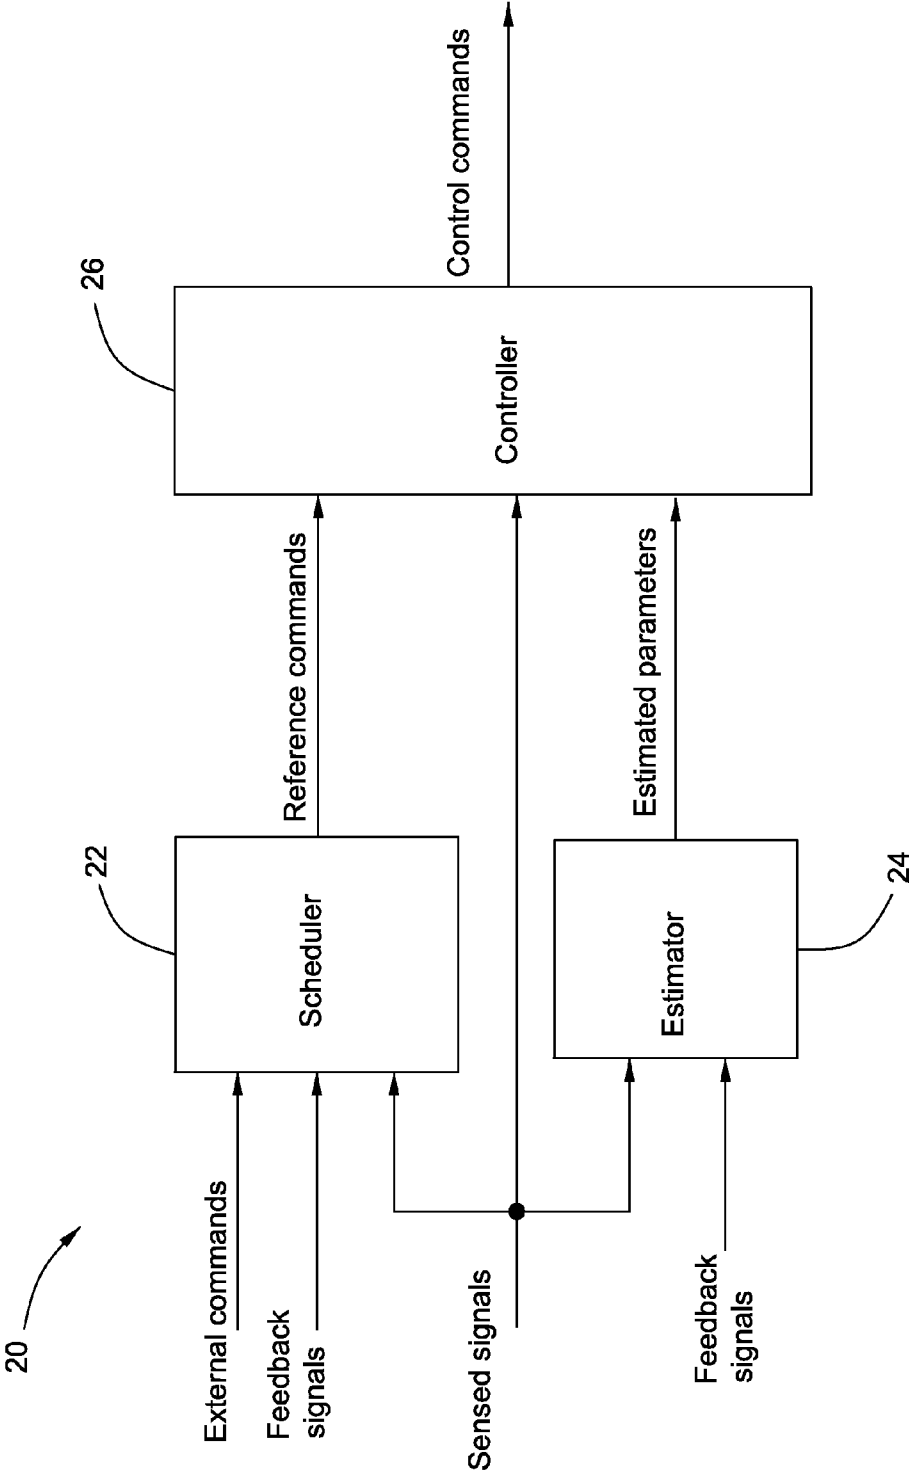 20
External commands
Feedback
signals
Sensed signals
Feedback
signals
22
Scheduler
24
Estimator
Reference commands
Estimated parameters
26
Controller
Control commands